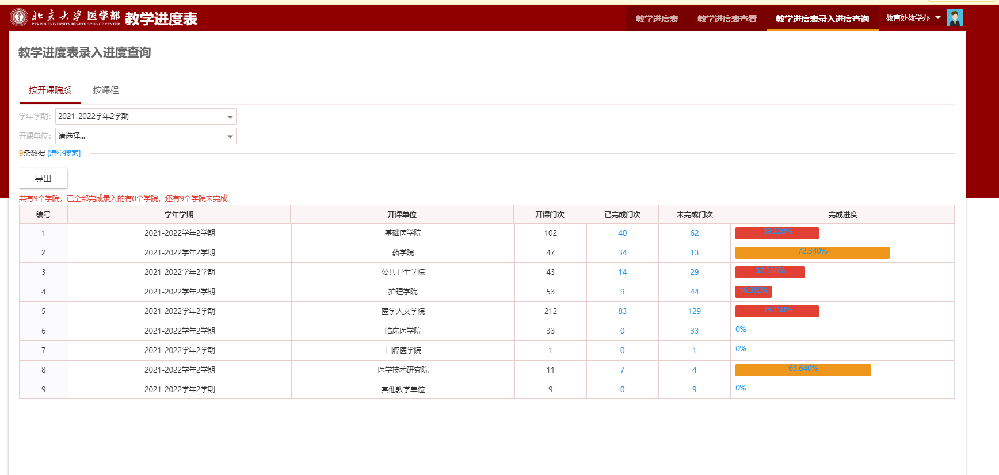 北京大学 医学部 教学进度表
PEKING UNIVERSITY HEALTH SCIENCE CENTER
教学进度表 教学进度表查看 教学进度表录入进度查询 教育处教学办
教学进度表录入进度查询
按开课院系 按课程
学年学期: 2021-2022学年2学期
开课单位: 请选择...
9条数据 [清空搜索]
导出
共有9个学院，已全部完成录入的有0个学院，还有9个学院未完成
编号 学年学期 开课单位 开课门次 已完成门次 未完成门次 完成进度
1 2021-2022学年2学期 基础医学院 102 40 62 39.220%
2 2021-2022学年2学期 药学院 47 34 13 72.340%
3 2021-2022学年2学期 公共卫生学院 43 14 29 32.560%
4 2021-2022学年2学期 护理学院 53 9 44 16.980%
5 2021-2022学年2学期 医学人文学院 212 83 129 39.150%
6 2021-2022学年2学期 临床医学院 33 0 33 0%
7 2021-2022学年2学期 口腔医学院 1 0 1 0%
8 2021-2022学年2学期 医学技术研究院 11 7 4 63.640%
9 2021-2022学年2学期 其他教学单位 9 0 9 0%